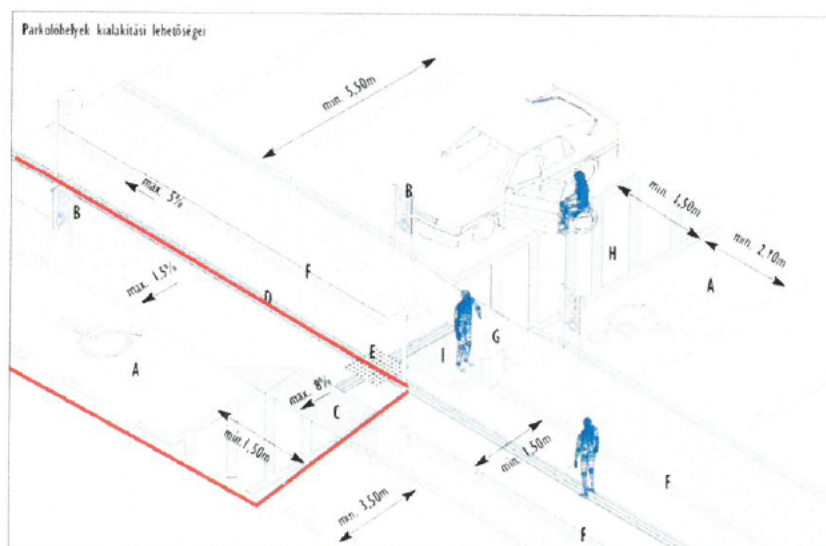 Parkolóhelyek kialakítási lehetőségei
min. 5,50m
max. 5%
B
B
min. 1,50m
min. 2,10m
H
A
F
max. 1,5%
D
G
E
I
A
max. 8%
C
min.1,50m
min. 1,50m
F
min. 3,50m
F